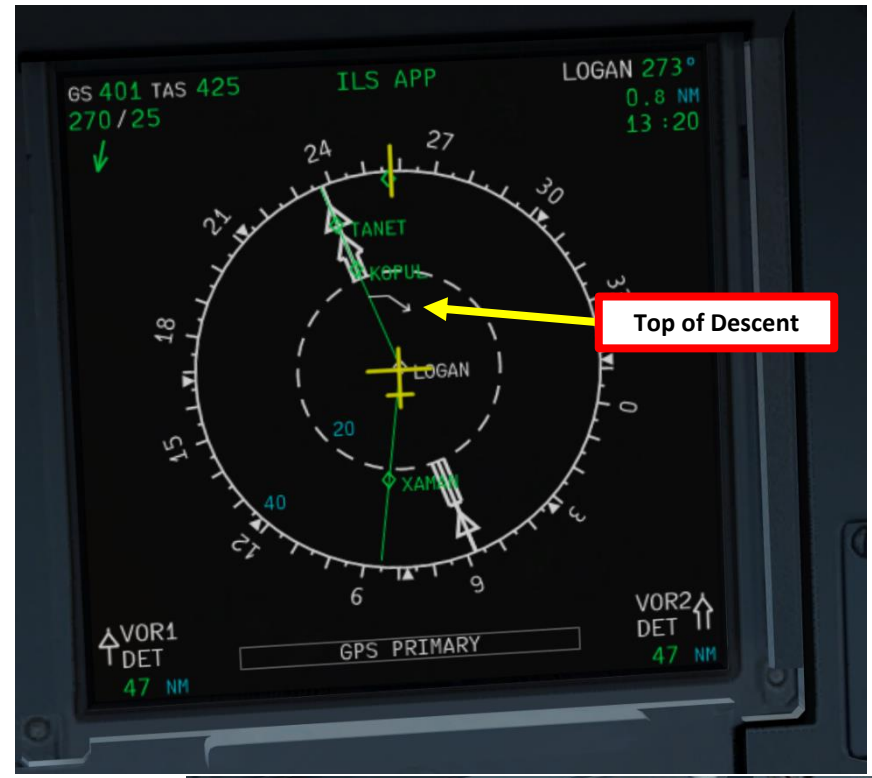 GS 401 TAS 425
270/25
ILS APP
LOGAN 273°
0.8 NM
13:20
24
27
21
30
TANET
KOPUL
18
Top of Descent
LOGAN
0
20
15
XAMAN
40
3
12
6
9
VOR1
DET
47 NM
GPS PRIMARY
VOR2
DET
47 NM